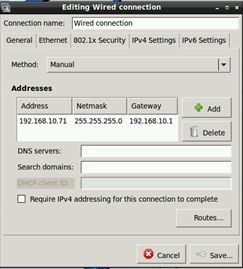 Editing Wired connection
Connection name: Wired connection
General Ethernet 802.1x Security IPv4 Settings IPv6 Settings
Method: Manual
Addresses
Address Netmask Gateway
192.168.10.71 255.255.255.0 192.168.10.1
Add
Delete
DNS servers:
Search domains:
DHCP client ID:
Require IPv4 addressing for this connection to complete
Routes...
Cancel Save...